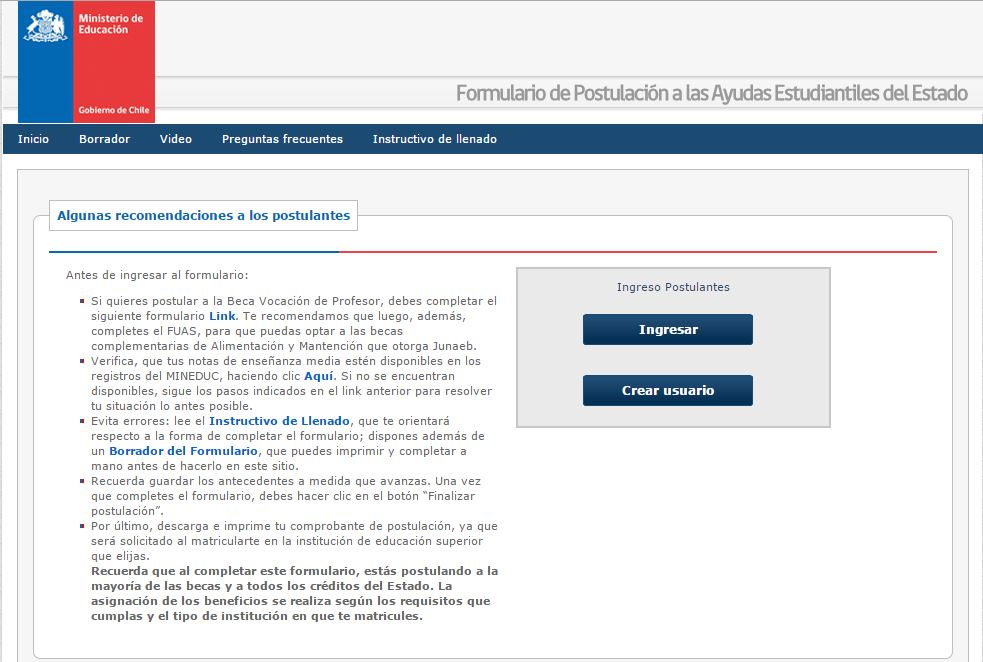 Ministerio de
Educación
Gobierno de Chile
Formulario de Postulación a las Ayudas Estudiantiles del Estado
Inicio Borrador Video Preguntas frecuentes Instructivo de llenado
Algunas recomendaciones a los postulantes
Antes de ingresar al formulario:
Si quieres postular a la Beca Vocación de Profesor, debes completar el
siguiente formulario Link. Te recomendamos que luego, además,
completes el FUAS, para que puedas optar a las becas
complementarias de Alimentación y Mantención que otorga Junaeb.
Verifica, que tus notas de enseñanza media estén disponibles en los
registros del MINEDUC, haciendo clic Aquí. Si no se encuentran
disponibles, sigue los pasos indicados en el link anterior para resolver
tu situación lo antes posible.
Evita errores: lee el Instructivo de Llenado, que te orientará
respecto a la forma de completar el formulario; dispones además de
un Borrador del Formulario, que puedes imprimir y completar a
mano antes de hacerlo en este sitio.
Recuerda guardar los antecedentes a medida que avanzas. Una vez
que completes el formulario, debes hacer clic en el botón “Finalizar
postulación”.
Por último, descarga e imprime tu comprobante de postulación, ya que
será solicitado al matricularte en la institución de educación superior
que elijas.
Recuerda que al completar este formulario, estás postulando a la
mayoría de las becas y a todos los créditos del Estado. La
asignación de los beneficios se realiza según los requisitos que
cumplas y el tipo de institución en que te matricules.
Ingreso Postulantes
Ingresar
Crear usuario